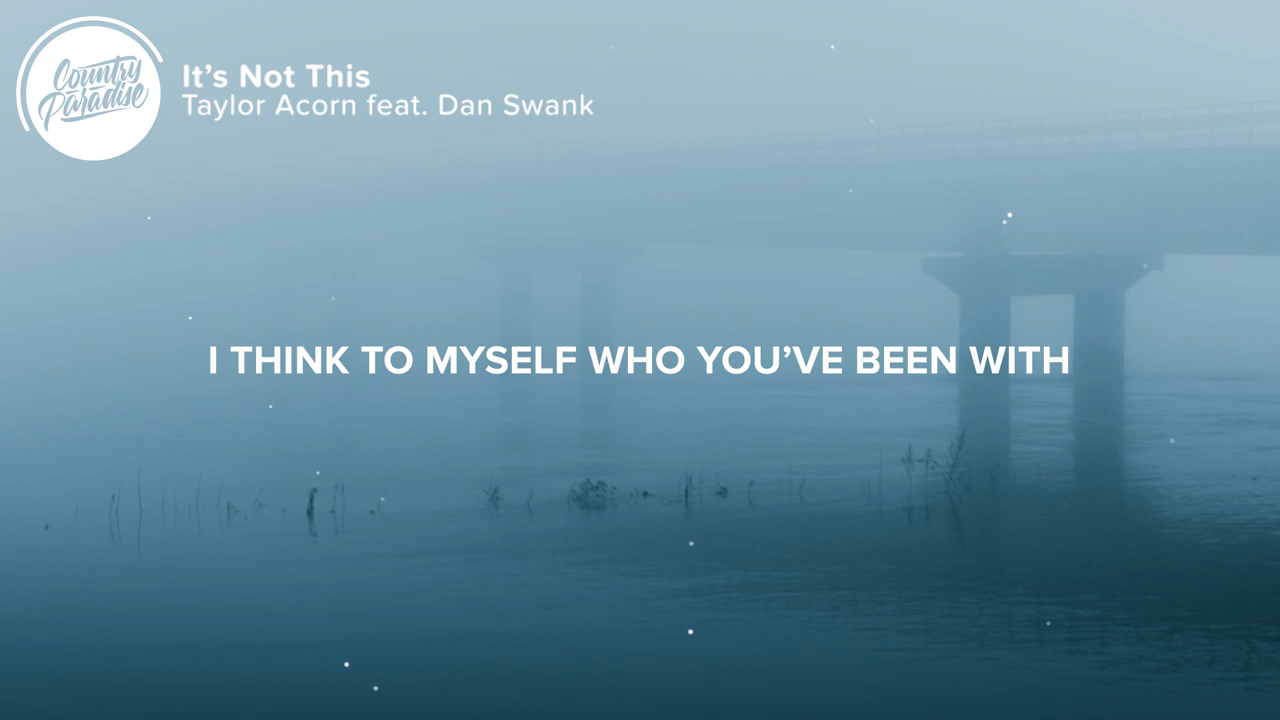 Country
Paradise
It’s Not This
Taylor Acorn feat. Dan Swank
I THINK TO MYSELF WHO YOU’VE BEEN WITH